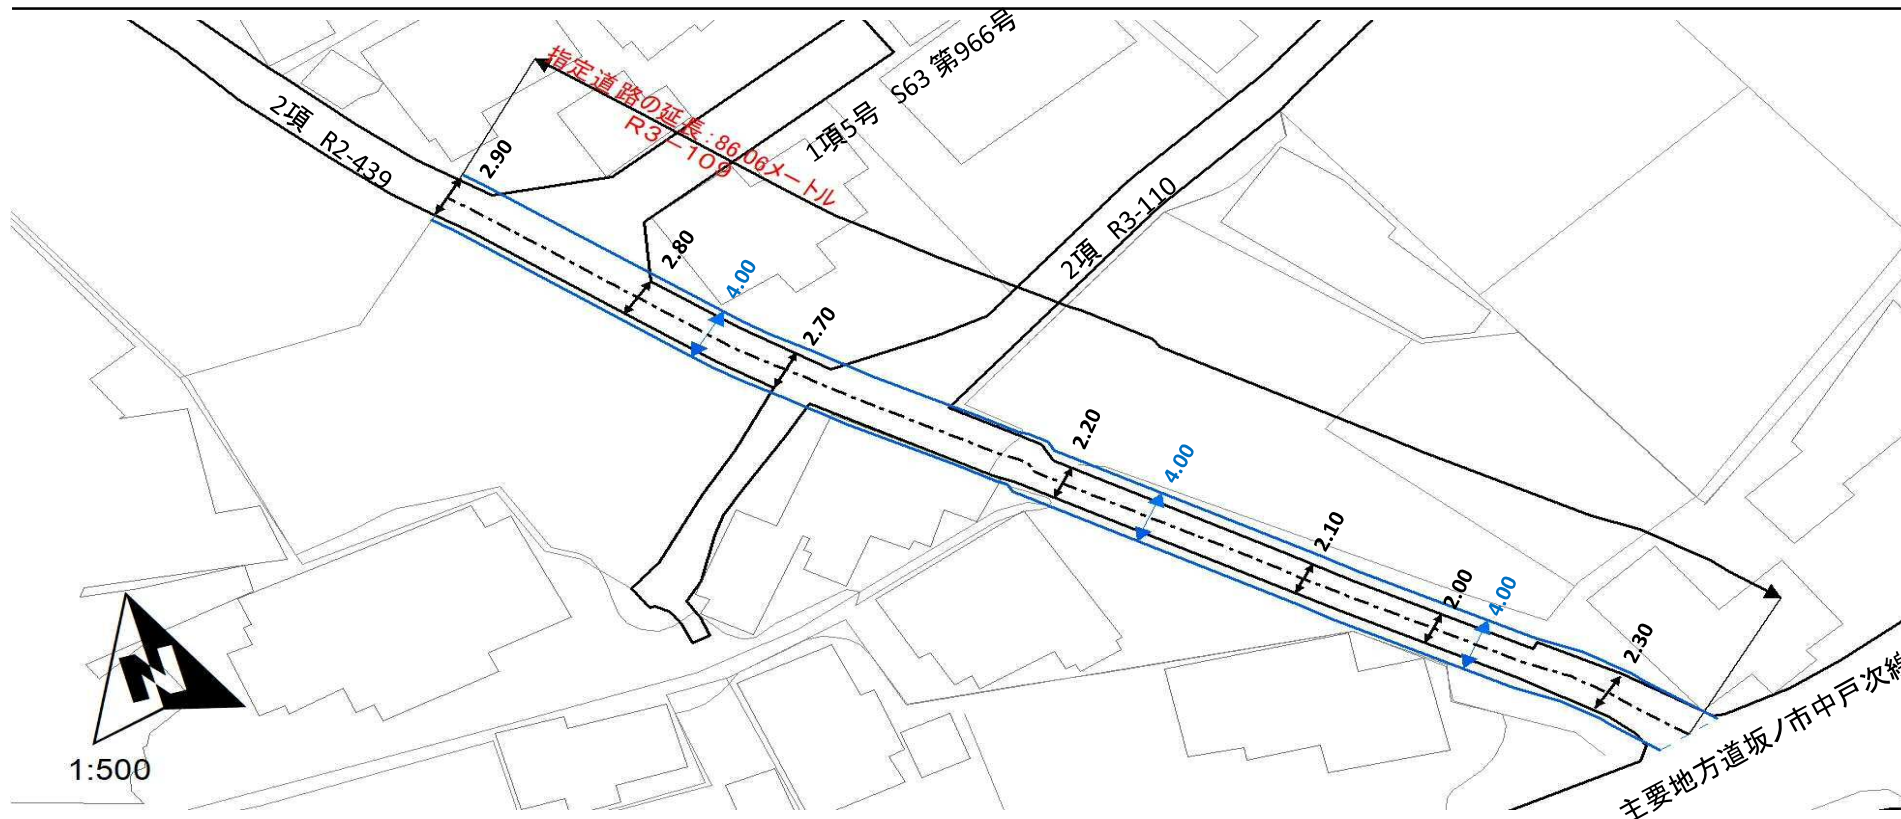 1項5号 S63 第966号
指定道路の延長:86.06メートル
R3-109
2項 R2-439
2.90
2項 R3-110
2.80
4.00
2.70
2.20
4.00
2.10
2.00
4.00
2.30
主要地方道坂ノ市中戸次線
N
1:500